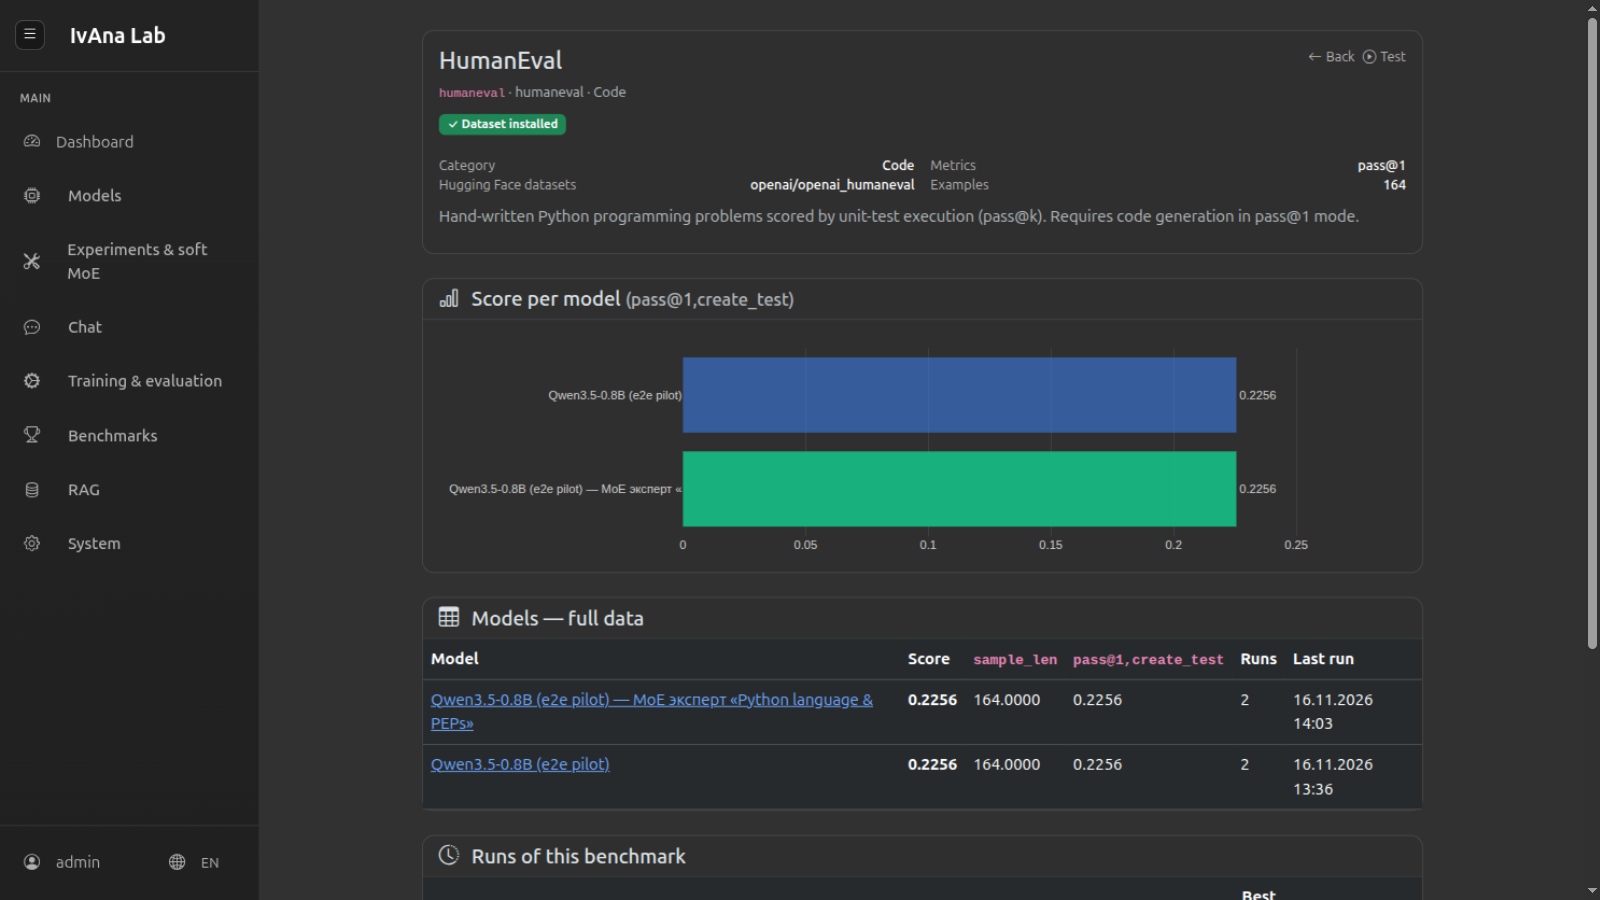 IvAna Lab
MAIN
Dashboard
Models
Experiments & soft
MoE
Chat
Training & evaluation
Benchmarks
RAG
System
admin
EN
HumanEval
← Back
Test
humaneval · humaneval · Code
Dataset installed
Category Code
Metrics pass@1
Hugging Face datasets openai/openai_humaneval
Examples 164
Hand-written Python programming problems scored by unit-test execution (pass@k). Requires code generation in pass@1 mode.
Score per model (pass@1,create_test)
Qwen3.5-0.8B (e2e pilot) 0.2256
Qwen3.5-0.8B (e2e pilot) — MoE эксперт « 0.2256
0 0.05 0.1 0.15 0.2 0.25
Models — full data
Model Score sample_len pass@1,create_test Runs Last run
Qwen3.5-0.8B (e2e pilot) — MoE эксперт «Python language & 0.2256 164.0000 0.2256 2 16.11.2026
PEPs» 14:03
Qwen3.5-0.8B (e2e pilot) 0.2256 164.0000 0.2256 2 16.11.2026
13:36
Runs of this benchmark
Best